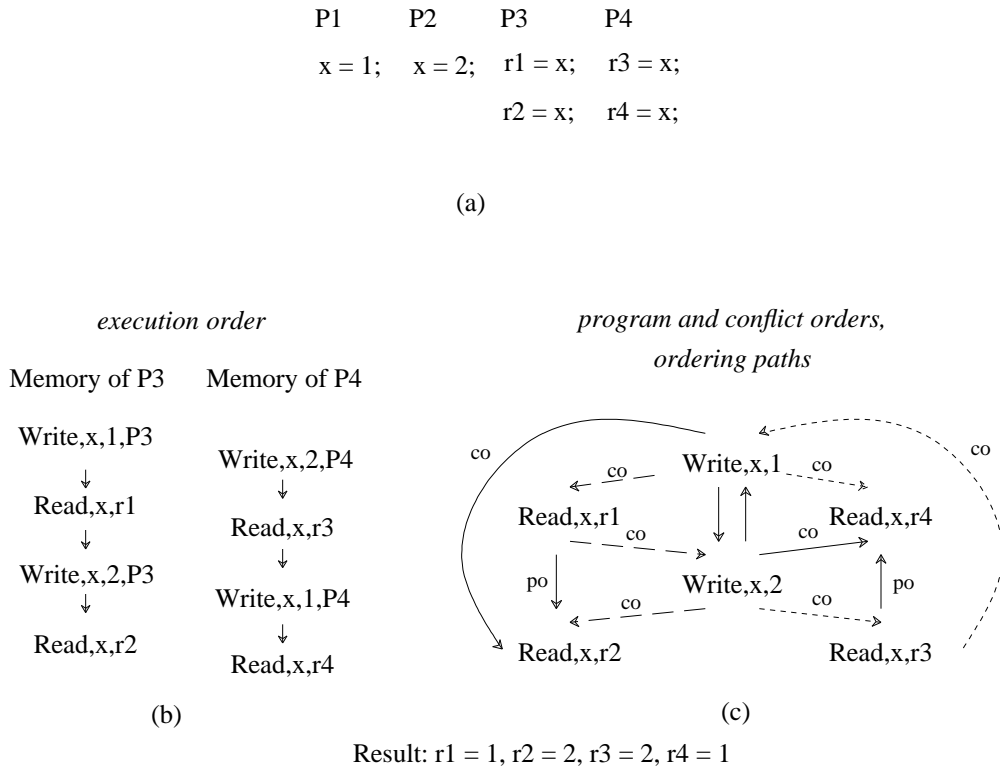 P1 P2 P3 P4
x = 1; x = 2; r1 = x; r3 = x;
r2 = x; r4 = x;
(a)
execution order
program and conflict orders,
ordering paths
Memory of P3 Memory of P4
Write,x,1,P3
Read,x,r1
Write,x,2,P3
Read,x,r2
Write,x,2,P4
Read,x,r3
Write,x,1,P4
Read,x,r4
(b)
co
Write,x,1
co
co
co
Read,x,r1
Read,x,r4
co
co
po
Write,x,2
po
co
co
Read,x,r2
Read,x,r3
(c)
Result: r1 = 1, r2 = 2, r3 = 2, r4 = 1